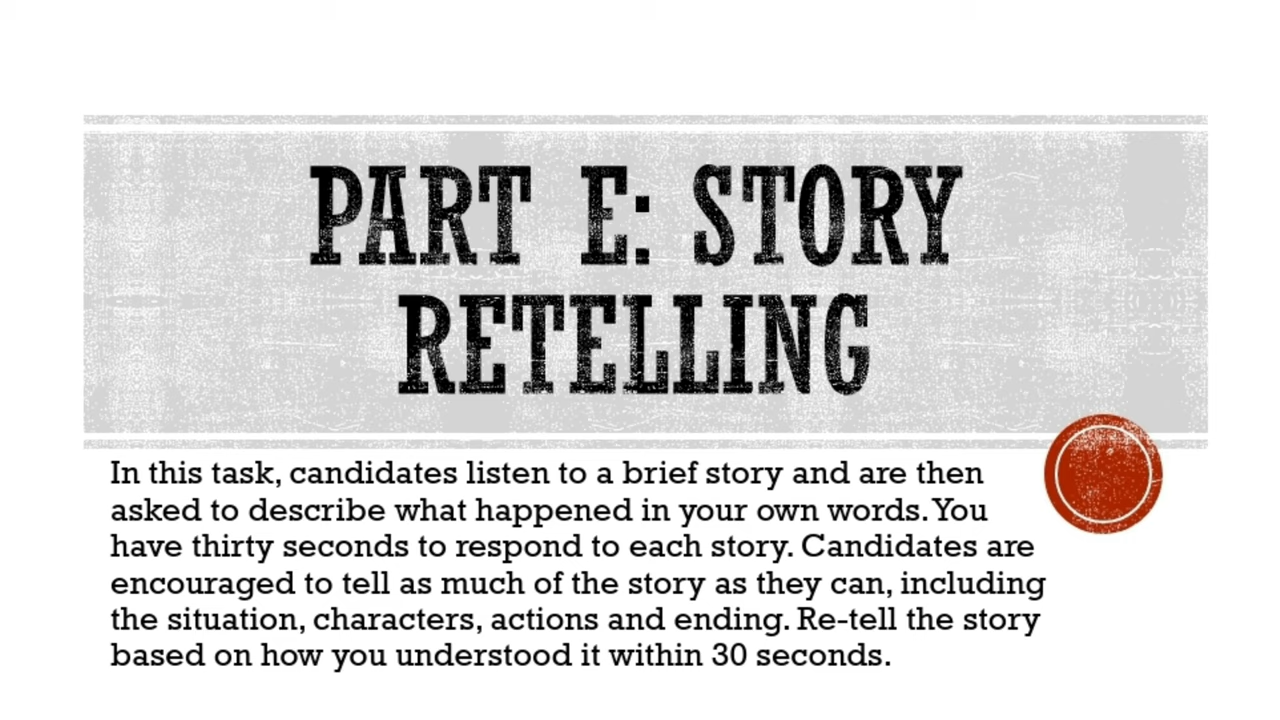 PART E: STORY
RETELLING
In this task, candidates listen to a brief story and are then
asked to describe what happened in your own words. You
have thirty seconds to respond to each story. Candidates are
encouraged to tell as much of the story as they can, including
the situation, characters, actions and ending. Re-tell the story
based on how you understood it within 30 seconds.